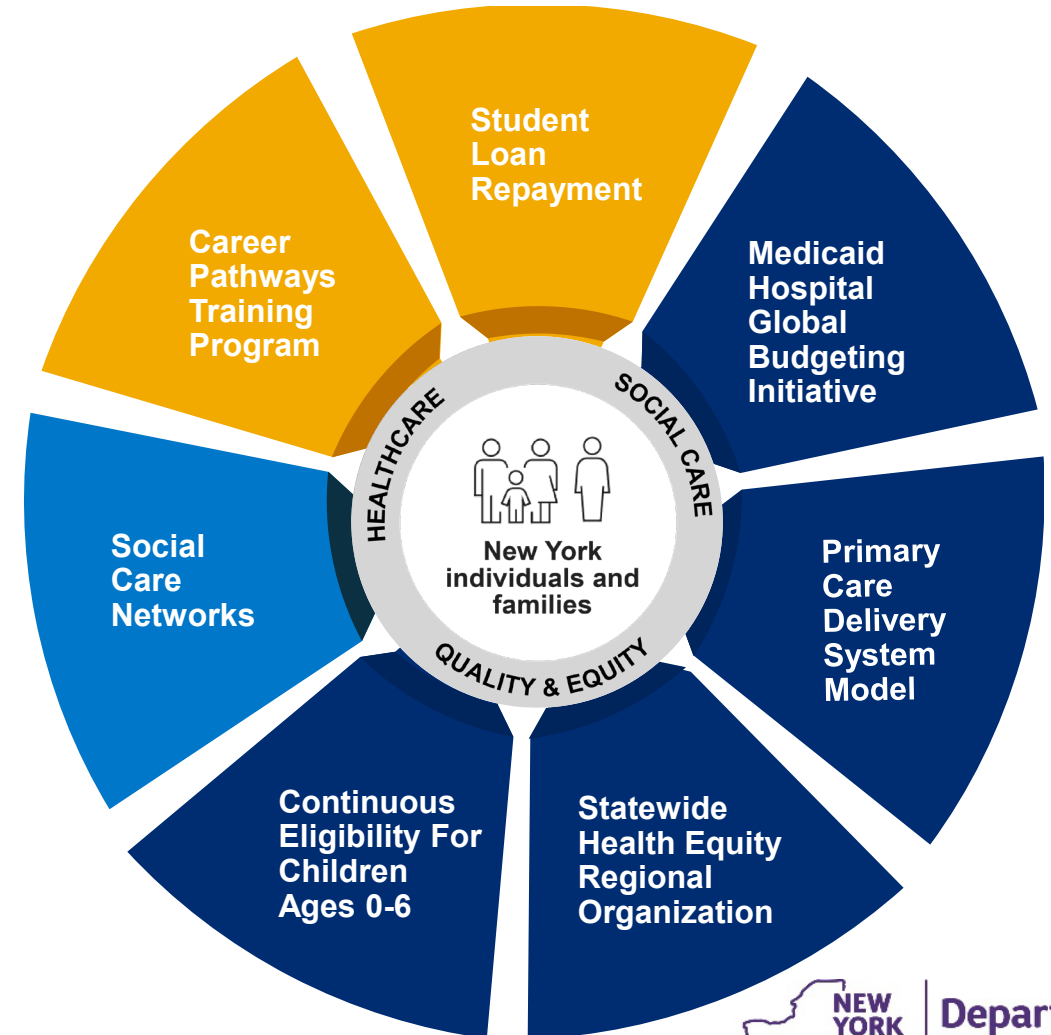 Student
Loan
Repayment
Career
Pathways
Training
Program
Medicaid
Hospital
Global
Budgeting
Initiative
HEALTHCARE
SOCIAL CARE
New York
individuals and
families
QUALITY & EQUITY
Social
Care
Networks
Primary
Care
Delivery
System
Model
Continuous
Eligibility For
Children
Ages 0-6
Statewide
Health Equity
Regional
Organization
NEW
YORK